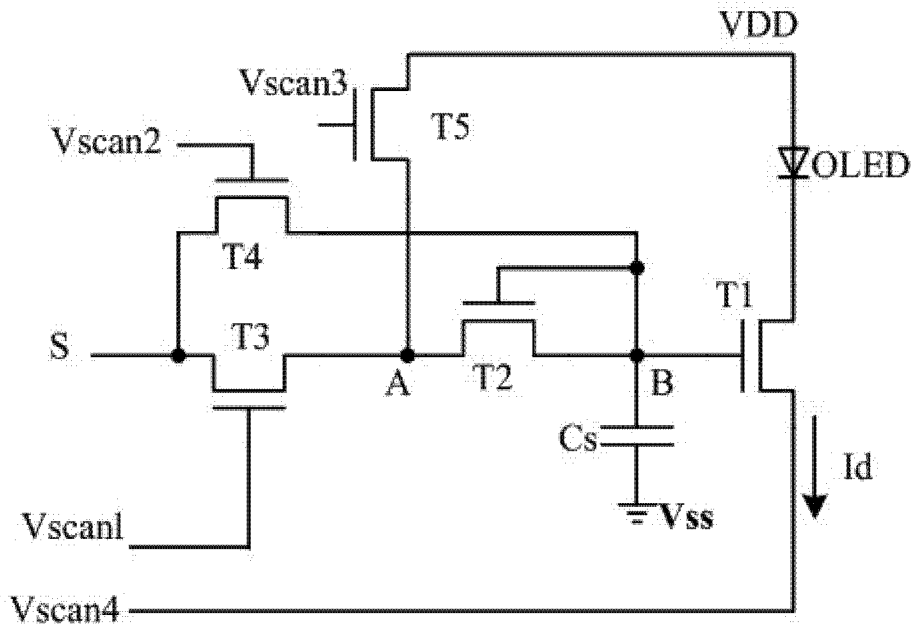 VDD
Vscan3
T5
Vscan2
OLED
T4
T1
S
T3
A
T2
B
Cs
Id
Vss
Vscanl
Vscan4